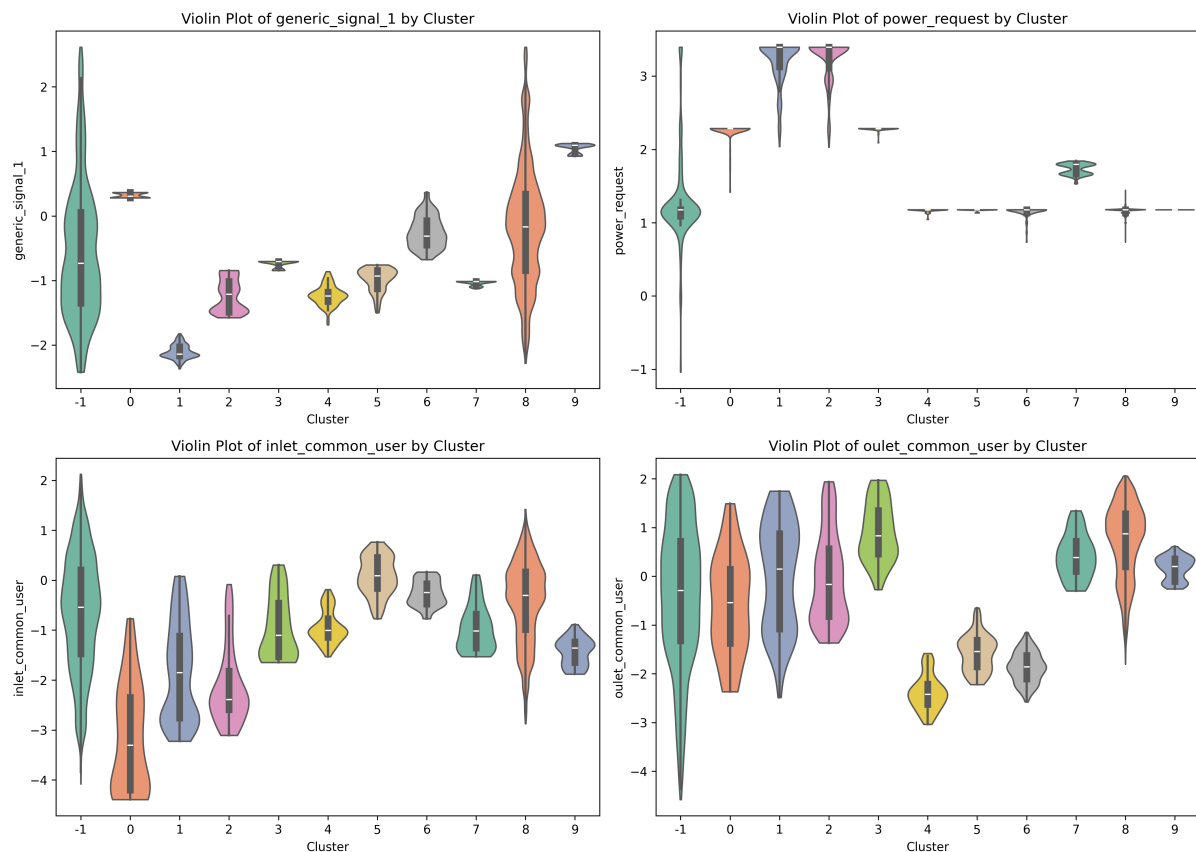 Violin Plot of generic_signal_1 by Cluster
generic_signal_1
2
1
0
−1
−2
-1 0 1 2 3 4 5 6 7 8 9
Cluster
Violin Plot of power_request by Cluster
power_request
3
2
1
0
−1
-1 0 1 2 3 4 5 6 7 8 9
Cluster
Violin Plot of inlet_common_user by Cluster
inlet_common_user
2
1
0
−1
−2
−3
−4
-1 0 1 2 3 4 5 6 7 8 9
Cluster
Violin Plot of oulet_common_user by Cluster
oulet_common_user
2
1
0
−1
−2
−3
−4
-1 0 1 2 3 4 5 6 7 8 9
Cluster